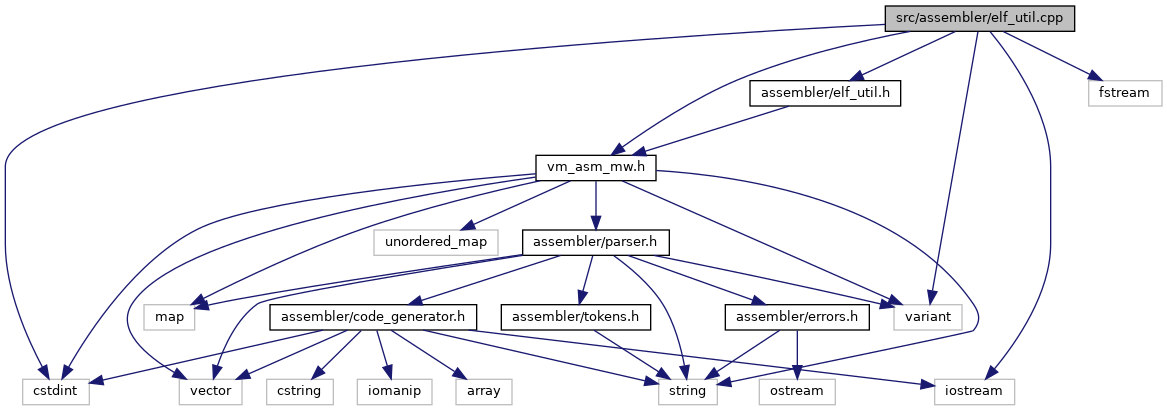 src/assembler/elf_util.cpp
assembler/elf_util.h
fstream
vm_asm_mw.h
unordered_map
assembler/parser.h
map
assembler/code_generator.h
assembler/tokens.h
assembler/errors.h
variant
cstdint
vector
cstring
iomanip
array
string
ostream
iostream